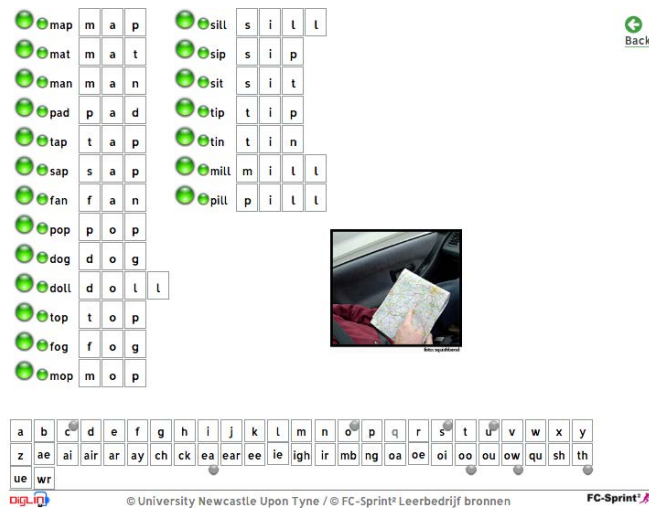 map m a p
mat m a t
man m a n
pad p a d
tap t a p
sap s a p
fan f a n
pop p o p
dog d o g
doll d o l l
top t o p
fog f o g
mop m o p
sill s i l l
sip s i p
sit s i t
tip t i p
tin t i n
mill m i l l
pill p i l l
Back
a b c d e f g h i j k l m n o p q r s t u v w x y
z ae ai air ar ay ch ck ea ear ee ie igh ir mb ng oa oe oi oo ou ow qu sh th
ue wr
DigLin
© University Newcastle Upon Tyne / © FC-Sprint² Leerbedrijf bronnen
FC-Sprint²